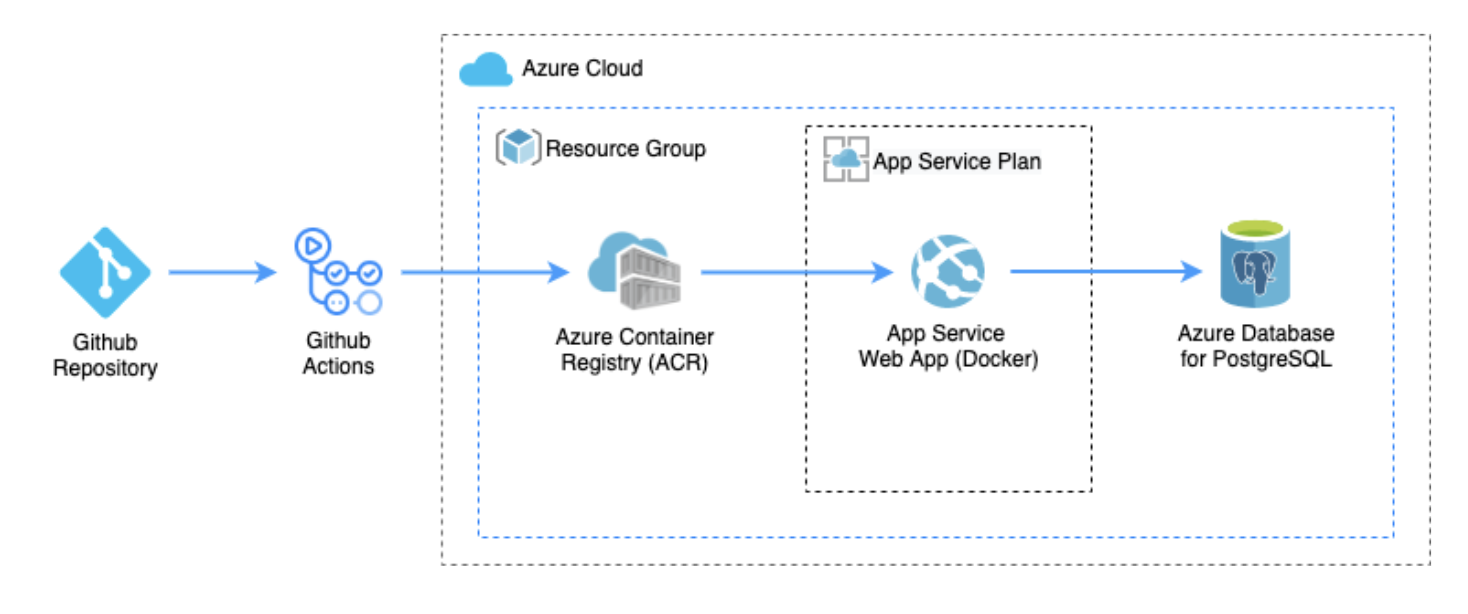 Azure Cloud
Resource Group
App Service Plan
Github
Repository
Github
Actions
Azure Container
Registry (ACR)
App Service
Web App (Docker)
Azure Database
for PostgreSQL